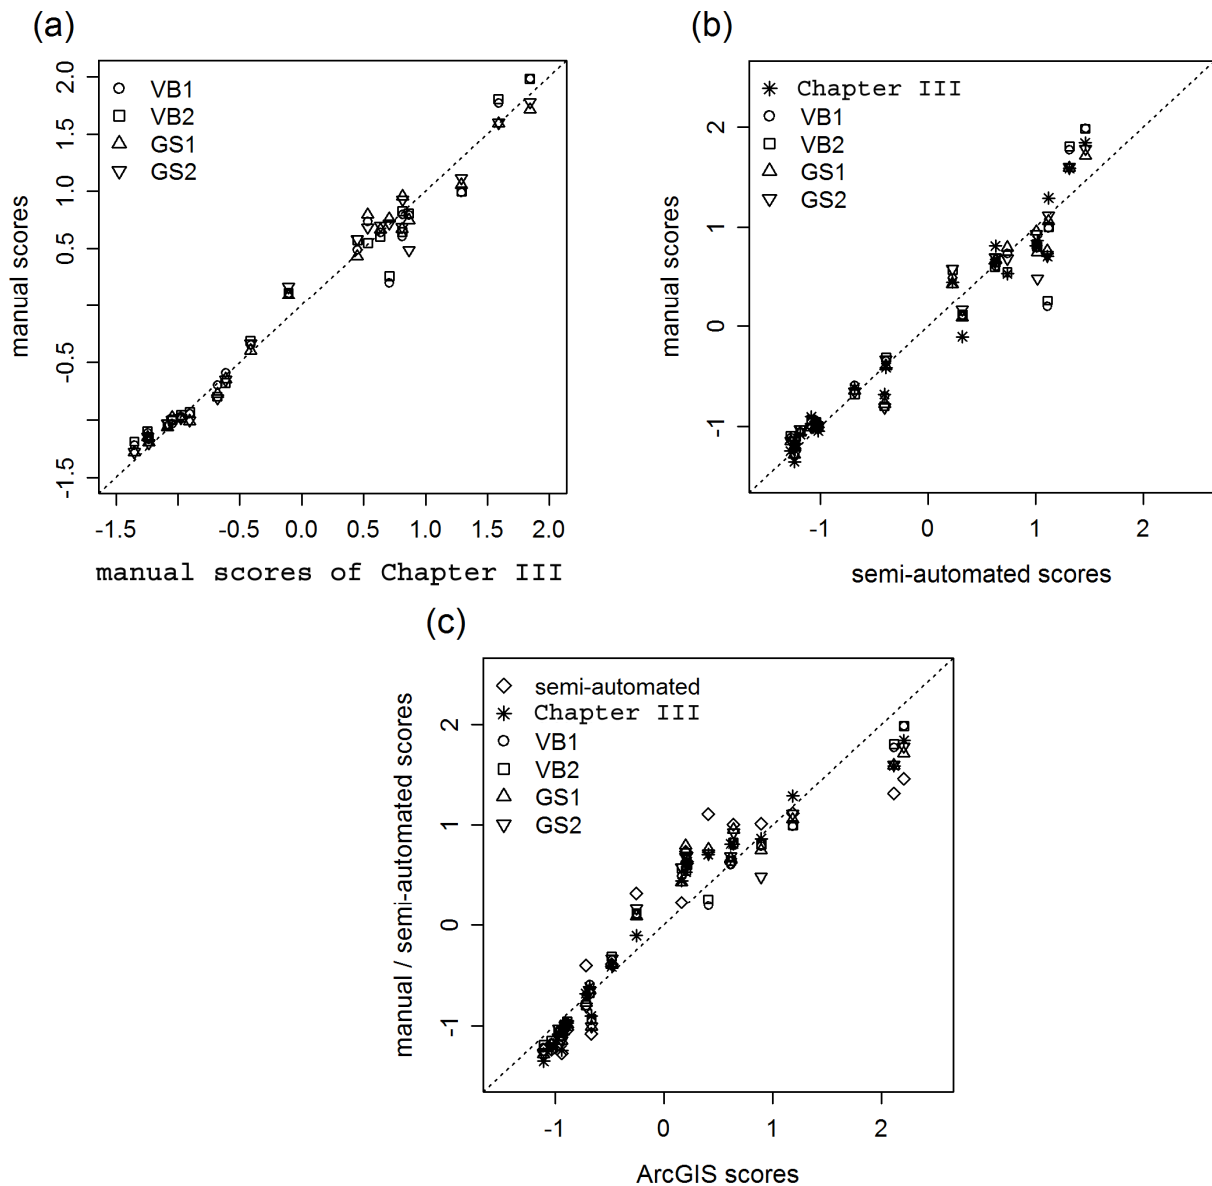 (a)
VB1
VB2
GS1
GS2
manual scores
2.0
1.5
1.0
0.5
-0.5
-1.5
-1.5
-0.5
0.0
0.5
1.0
1.5
2.0
manual scores of Chapter III
(b)
Chapter III
VB1
VB2
GS1
GS2
manual scores
2
1
0
-1
-1
0
1
2
semi-automated scores
(c)
semi-automated
Chapter III
VB1
VB2
GS1
GS2
manual / semi-automated scores
2
1
0
-1
-1
0
1
2
ArcGIS scores